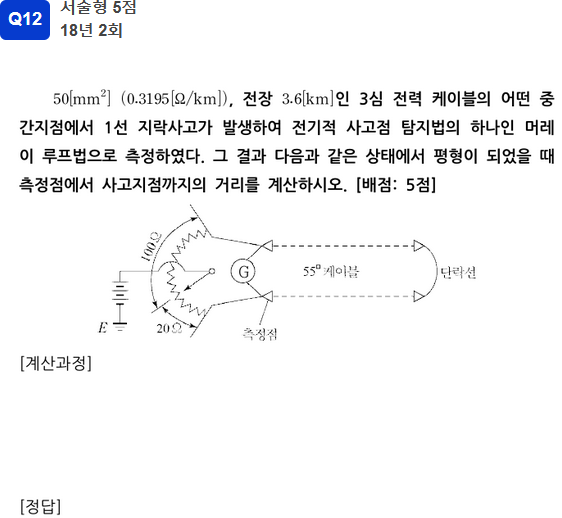 Q12
서술형 5점
18년 2회
50[mm²] (0.3195[Ω/km]), 전장 3.6[km]인 3심 전력 케이블의 어떤 중
간지점에서 1선 지락사고가 발생하여 전기적 사고점 탐지법의 하나인 머레
이 루프법으로 측정하였다. 그 결과 다음과 같은 상태에서 평형이 되었을 때
측정점에서 사고지점까지의 거리를 계산하시오. [배점: 5점]
100Ω
G
55□ 케이블
단락선
E
20Ω
측정점
[계산과정]
[정답]